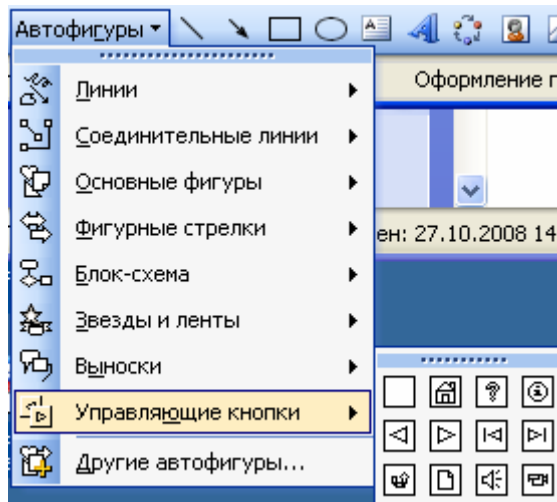 Автофигуры
Линии
Оформление
Соединительные линии
Основные фигуры
Фигурные стрелки
ен: 27.10.2008 14
Блок-схема
Звезды и ленты
Выноски
Управляющие кнопки
Другие автофигуры...